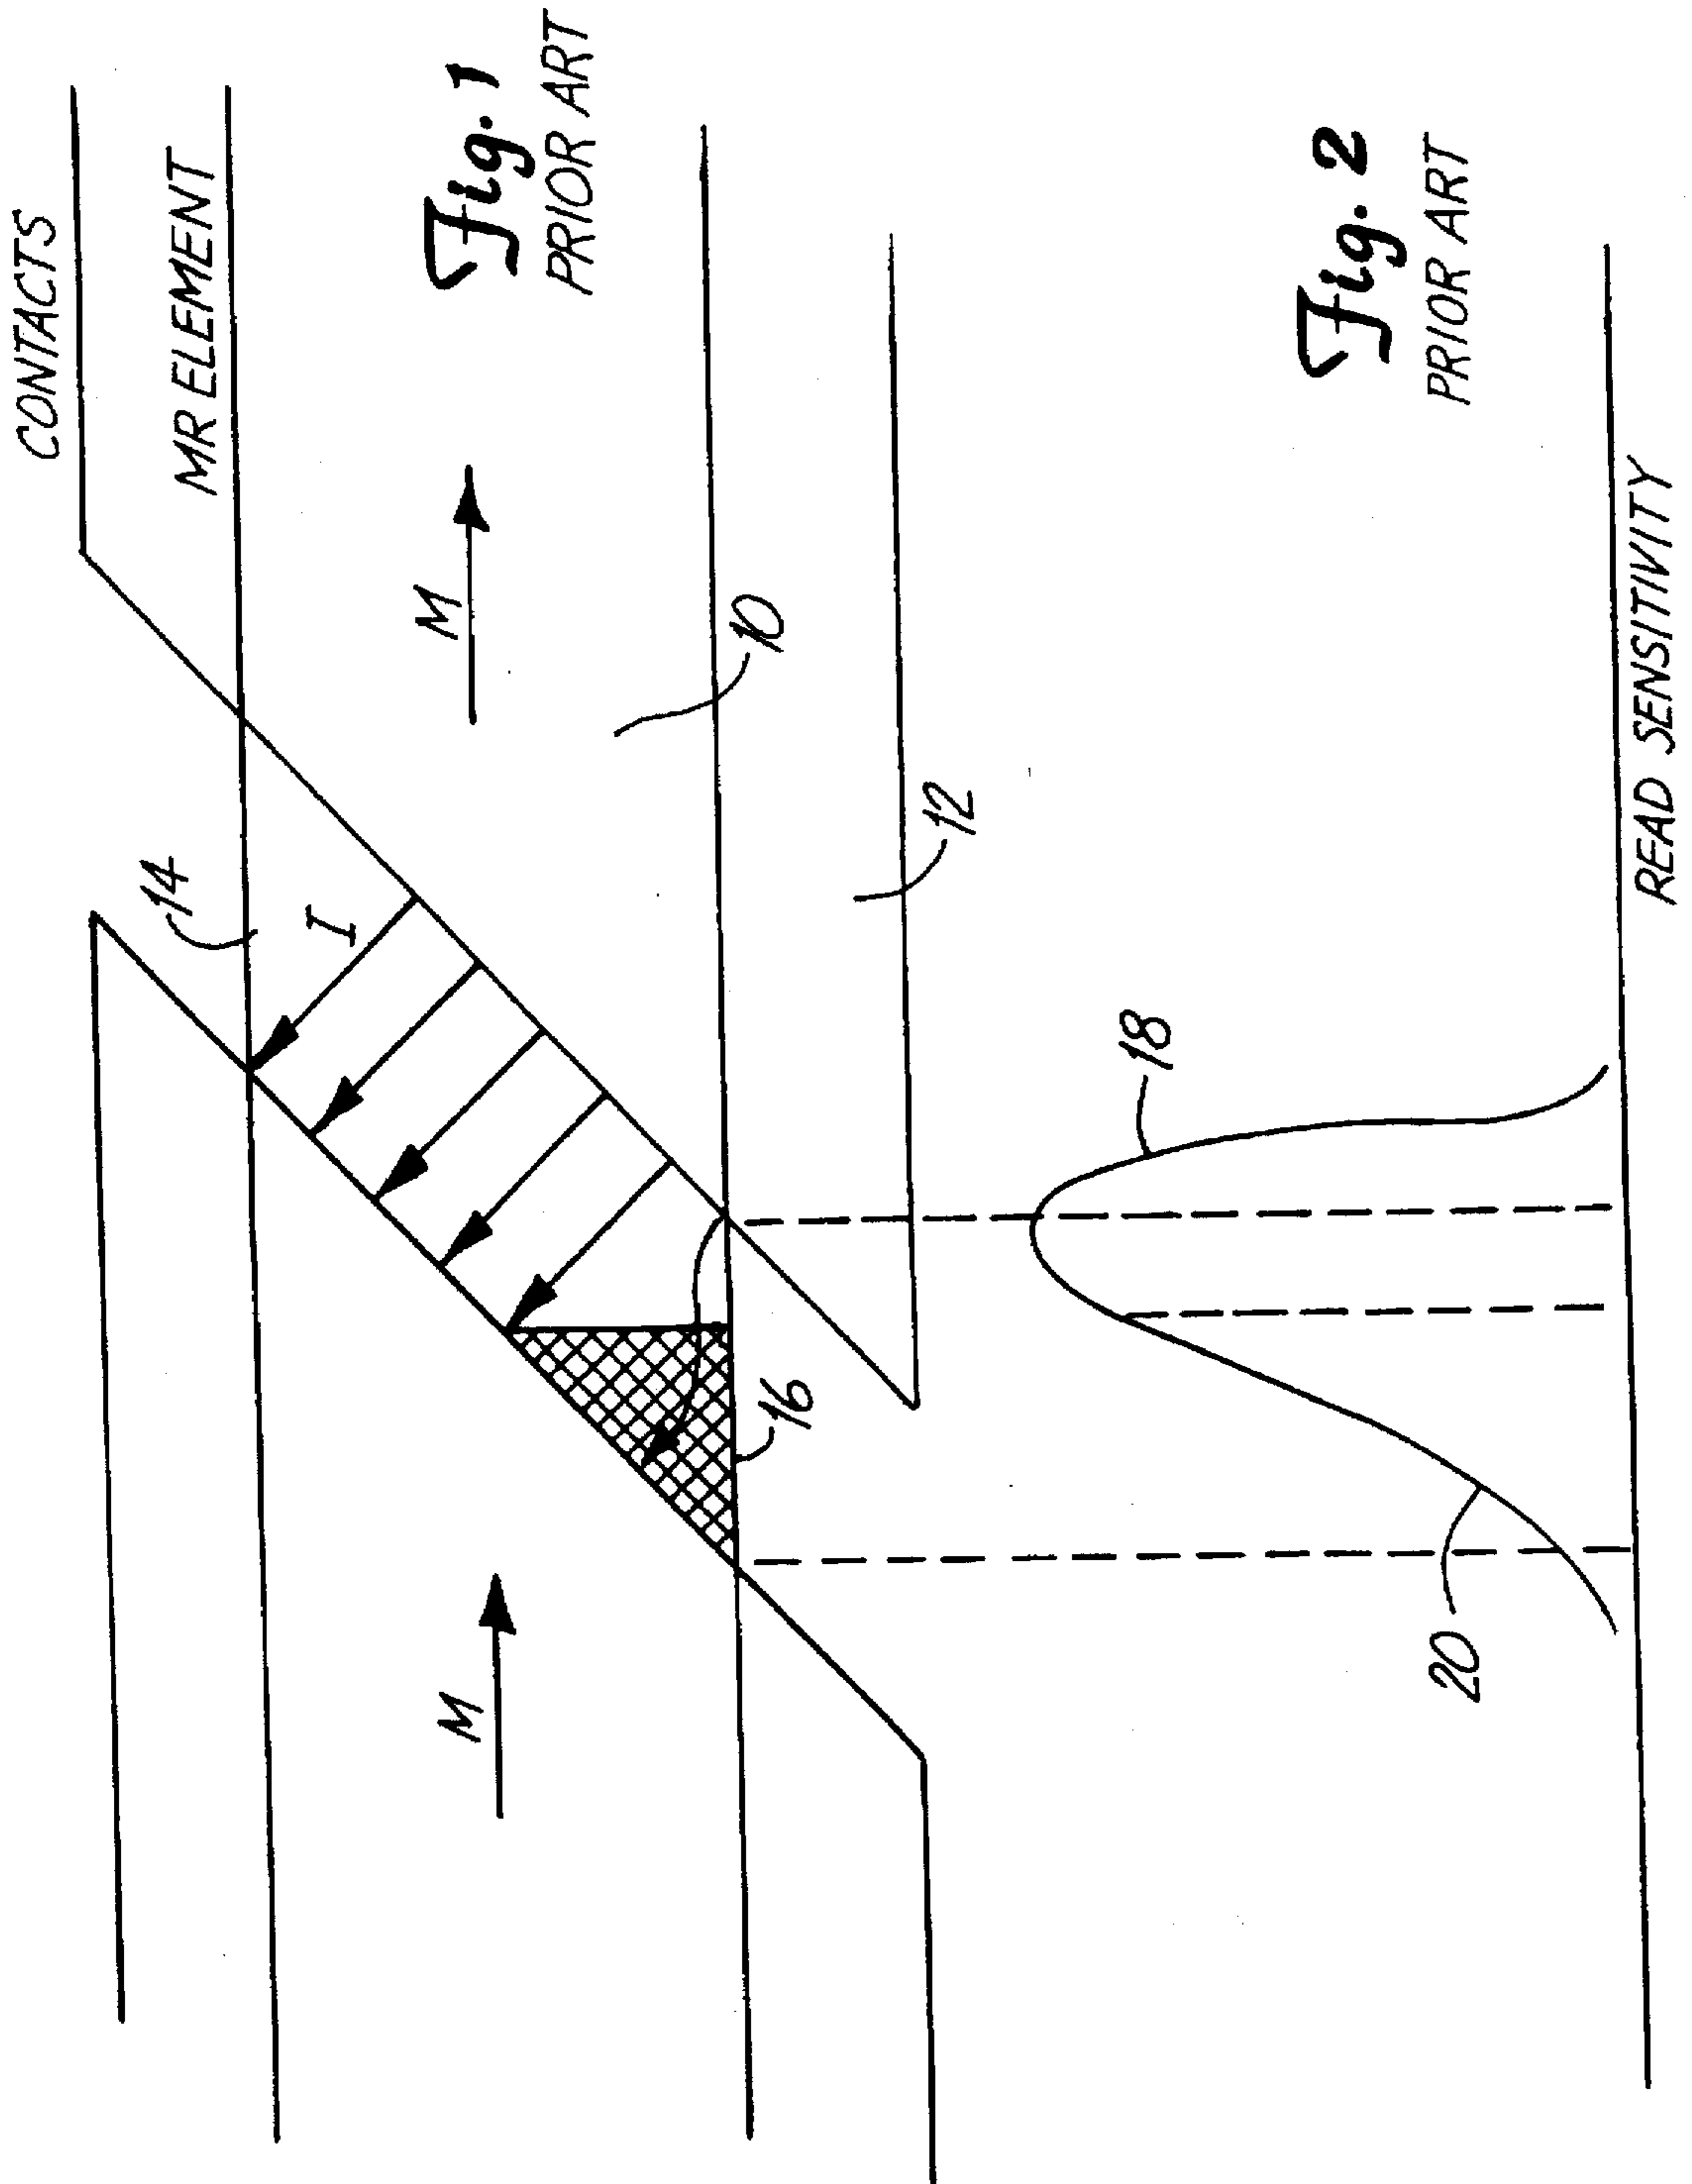 CONTACTS
MR ELEMENT
14
I
M
M
Fig. 1
PRIOR ART
10
12
16
Fig. 2
PRIOR ART
18
20
READ SENSITIVITY